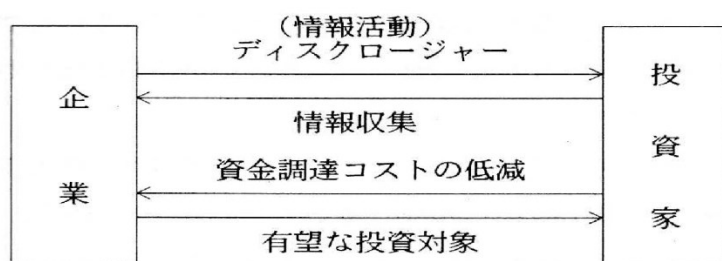 (情報活動)
ディスクロージャー
企業
投資家
情報収集
資金調達コストの低減
有望な投資対象